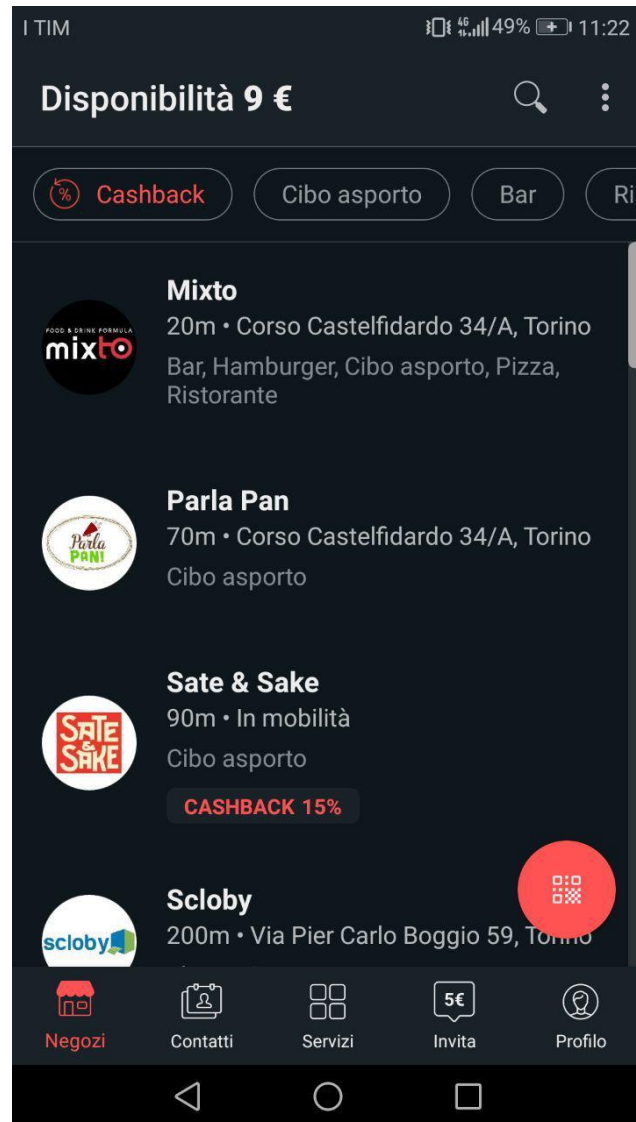 I TIM
4G 49% 11:22
Disponibilità 9 €
% Cashback
Cibo asporto
Bar
Ri
Mixto
20m • Corso Castelfidardo 34/A, Torino
Bar, Hamburger, Cibo asporto, Pizza,
Ristorante
FOOD & DRINK FORMULA
mixto
Parla Pan
70m • Corso Castelfidardo 34/A, Torino
Cibo asporto
Parla
PANI
Sate & Sake
90m • In mobilità
Cibo asporto
CASHBACK 15%
SATE
&
SAKE
Scloby
200m • Via Pier Carlo Boggio 59, Torino
scloby
Negozi
Contatti
Servizi
5€
Invita
Profilo